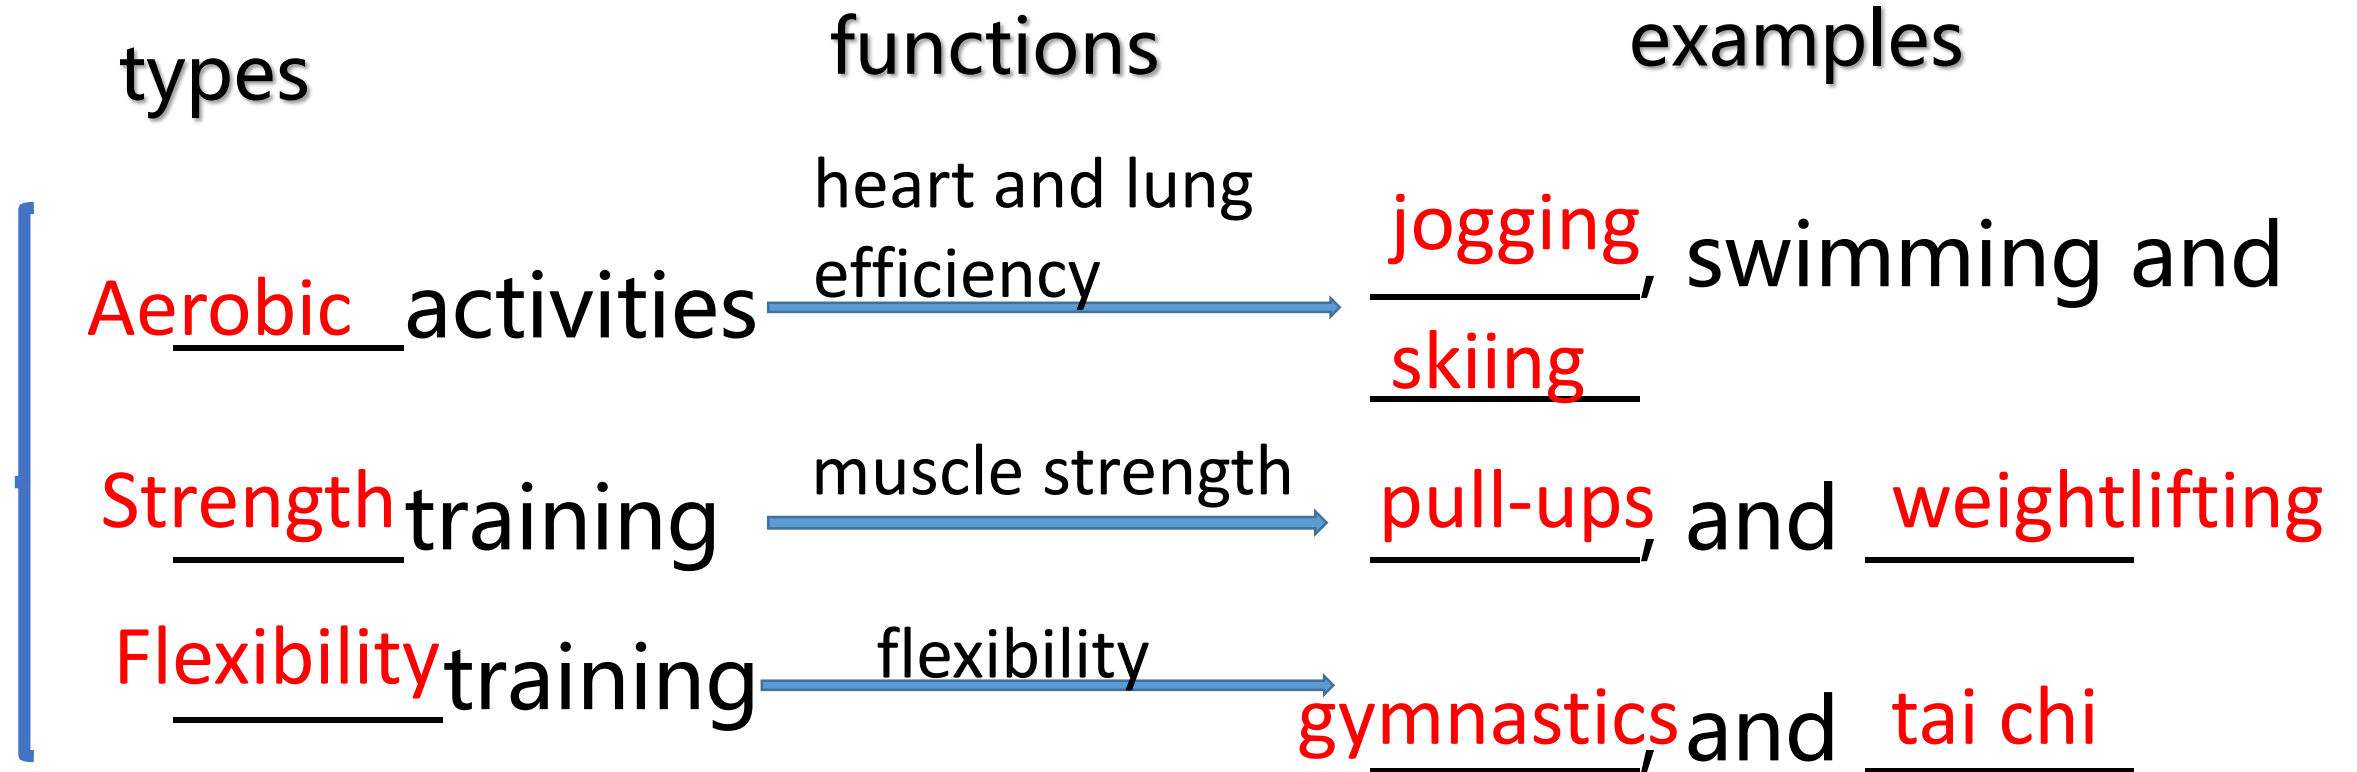 types functions examples
heart and lung
efficiency
Aerobic activities
jogging, swimming and
skiing
Strength training
muscle strength
pull-ups, and weightlifting
Flexibility training
flexibility
gymnastics, and tai chi